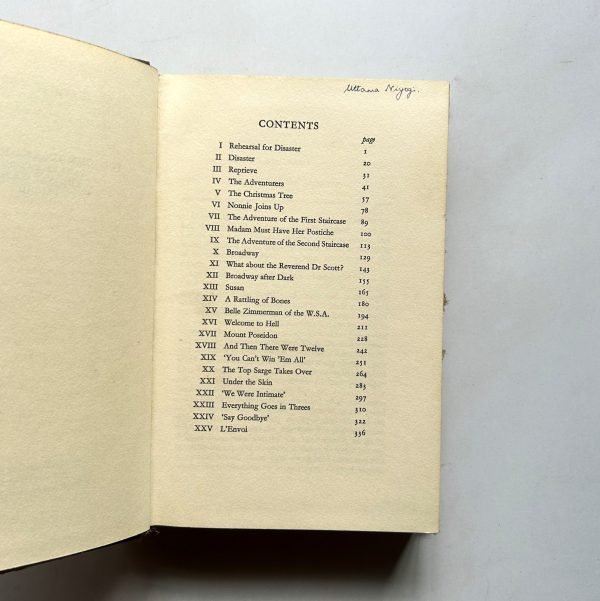 Uttana Niyogi.
CONTENTS
page
I Rehearsal for Disaster 1
II Disaster 20
III Reprieve 31
IV The Adventurers 41
V The Christmas Tree 57
VI Nonnie Joins Up 78
VII The Adventure of the First Staircase 89
VIII Madam Must Have Her Postiche 100
IX The Adventure of the Second Staircase 113
X Broadway 129
XI What about the Reverend Dr Scott? 143
XII Broadway after Dark 155
XIII Susan 165
XIV A Rattling of Bones 180
XV Belle Zimmerman of the W.S.A. 194
XVI Welcome to Hell 211
XVII Mount Poseidon 228
XVIII And Then There Were Twelve 242
XIX 'You Can't Win 'Em All' 251
XX The Top Sarge Takes Over 264
XXI Under the Skin 283
XXII 'We Were Intimate' 297
XXIII Everything Goes in Threes 310
XXIV 'Say Goodbye' 322
XXV L'Envoi 336